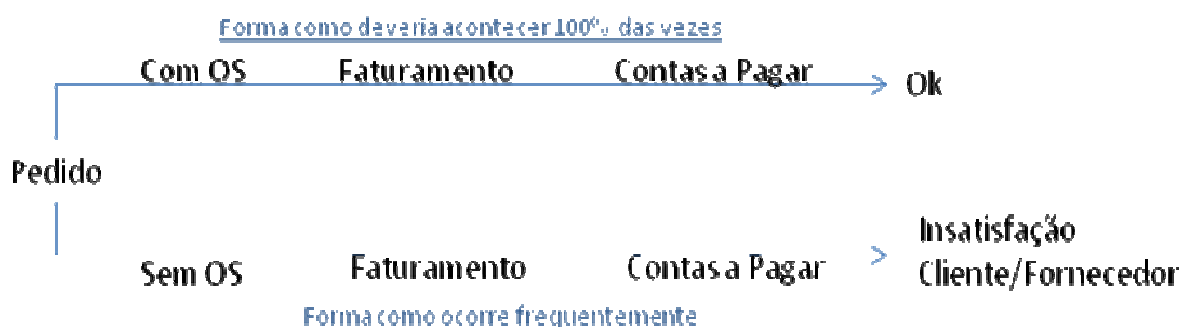 Forma como deveria acontecer 100% das vezes
Com OS Faturamento Contas a Pagar Ok
Pedido
Sem OS Faturamento Contas a Pagar Insatisfação
Cliente/Fornecedor
Forma como ocorre frequentemente